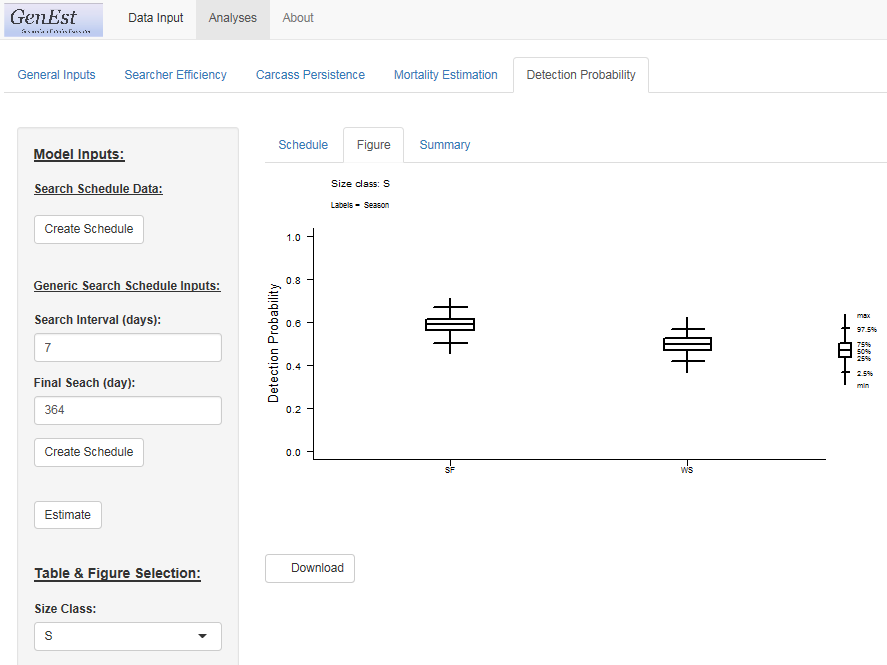 GenEst
Data Input
Analyses
About
General Inputs
Searcher Efficiency
Carcass Persistence
Mortality Estimation
Detection Probability
Model Inputs:
Search Schedule Data:
Create Schedule
Generic Search Schedule Inputs:
Search Interval (days):
7
Final Seach (day):
364
Create Schedule
Estimate
Table & Figure Selection:
Size Class:
S
Schedule
Figure
Summary
Size class: S
Labels = Season
Detection Probability
1.0
0.8
0.6
0.4
0.2
0.0
SF
WS
max
97.5%
75%
50%
25%
2.5%
min
Download